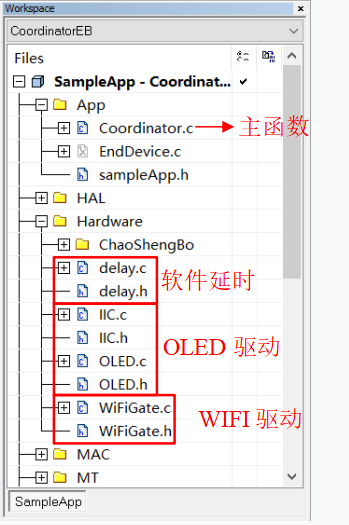 Workspace
CoordinatorEB
Files
SampleApp - Coordinat...
App
Coordinator.c
主函数
EndDevice.c
sampleApp.h
HAL
Hardware
ChaoShengBo
delay.c
软件延时
delay.h
IIC.c
IIC.h
OLED 驱动
OLED.c
OLED.h
WiFiGate.c
WIFI 驱动
WiFiGate.h
MAC
MT
SampleApp